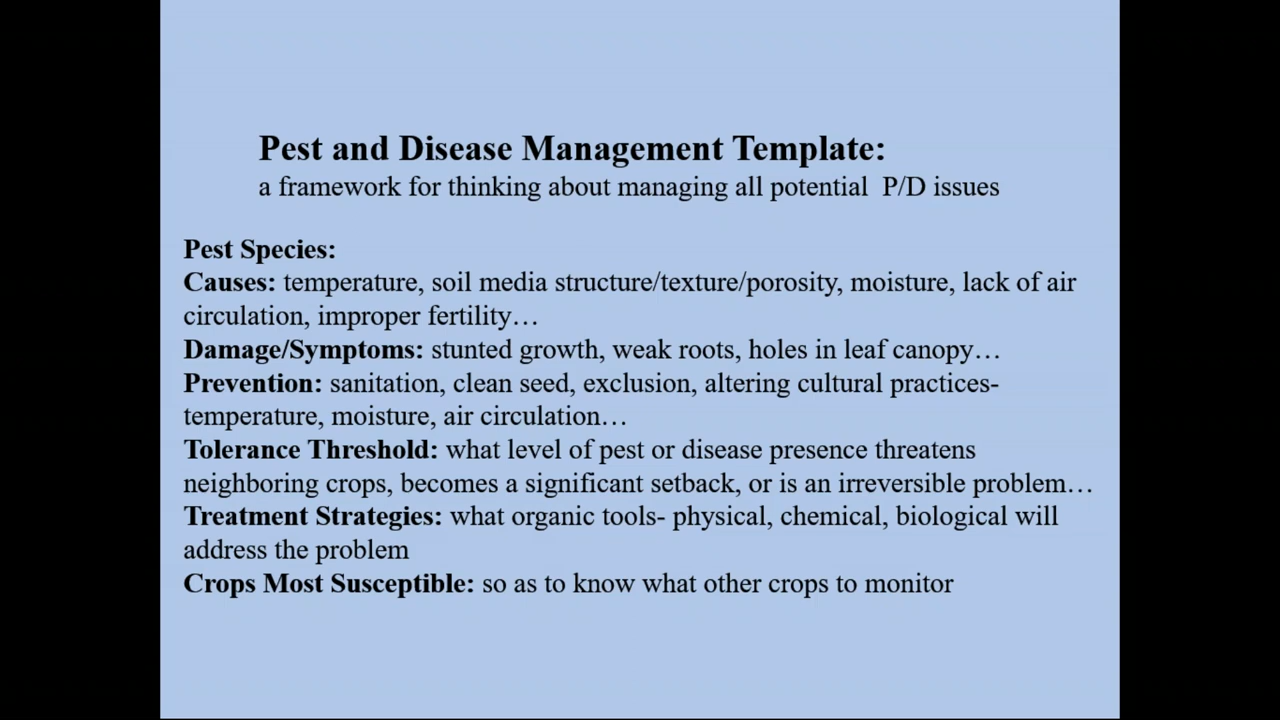 Pest and Disease Management Template:
a framework for thinking about managing all potential  P/D issues
Pest Species:
Causes: temperature, soil media structure/texture/porosity, moisture, lack of air
circulation, improper fertility…
Damage/Symptoms: stunted growth, weak roots, holes in leaf canopy…
Prevention: sanitation, clean seed, exclusion, altering cultural practices-
temperature, moisture, air circulation…
Tolerance Threshold: what level of pest or disease presence threatens
neighboring crops, becomes a significant setback, or is an irreversible problem…
Treatment Strategies: what organic tools- physical, chemical, biological will
address the problem
Crops Most Susceptible: so as to know what other crops to monitor